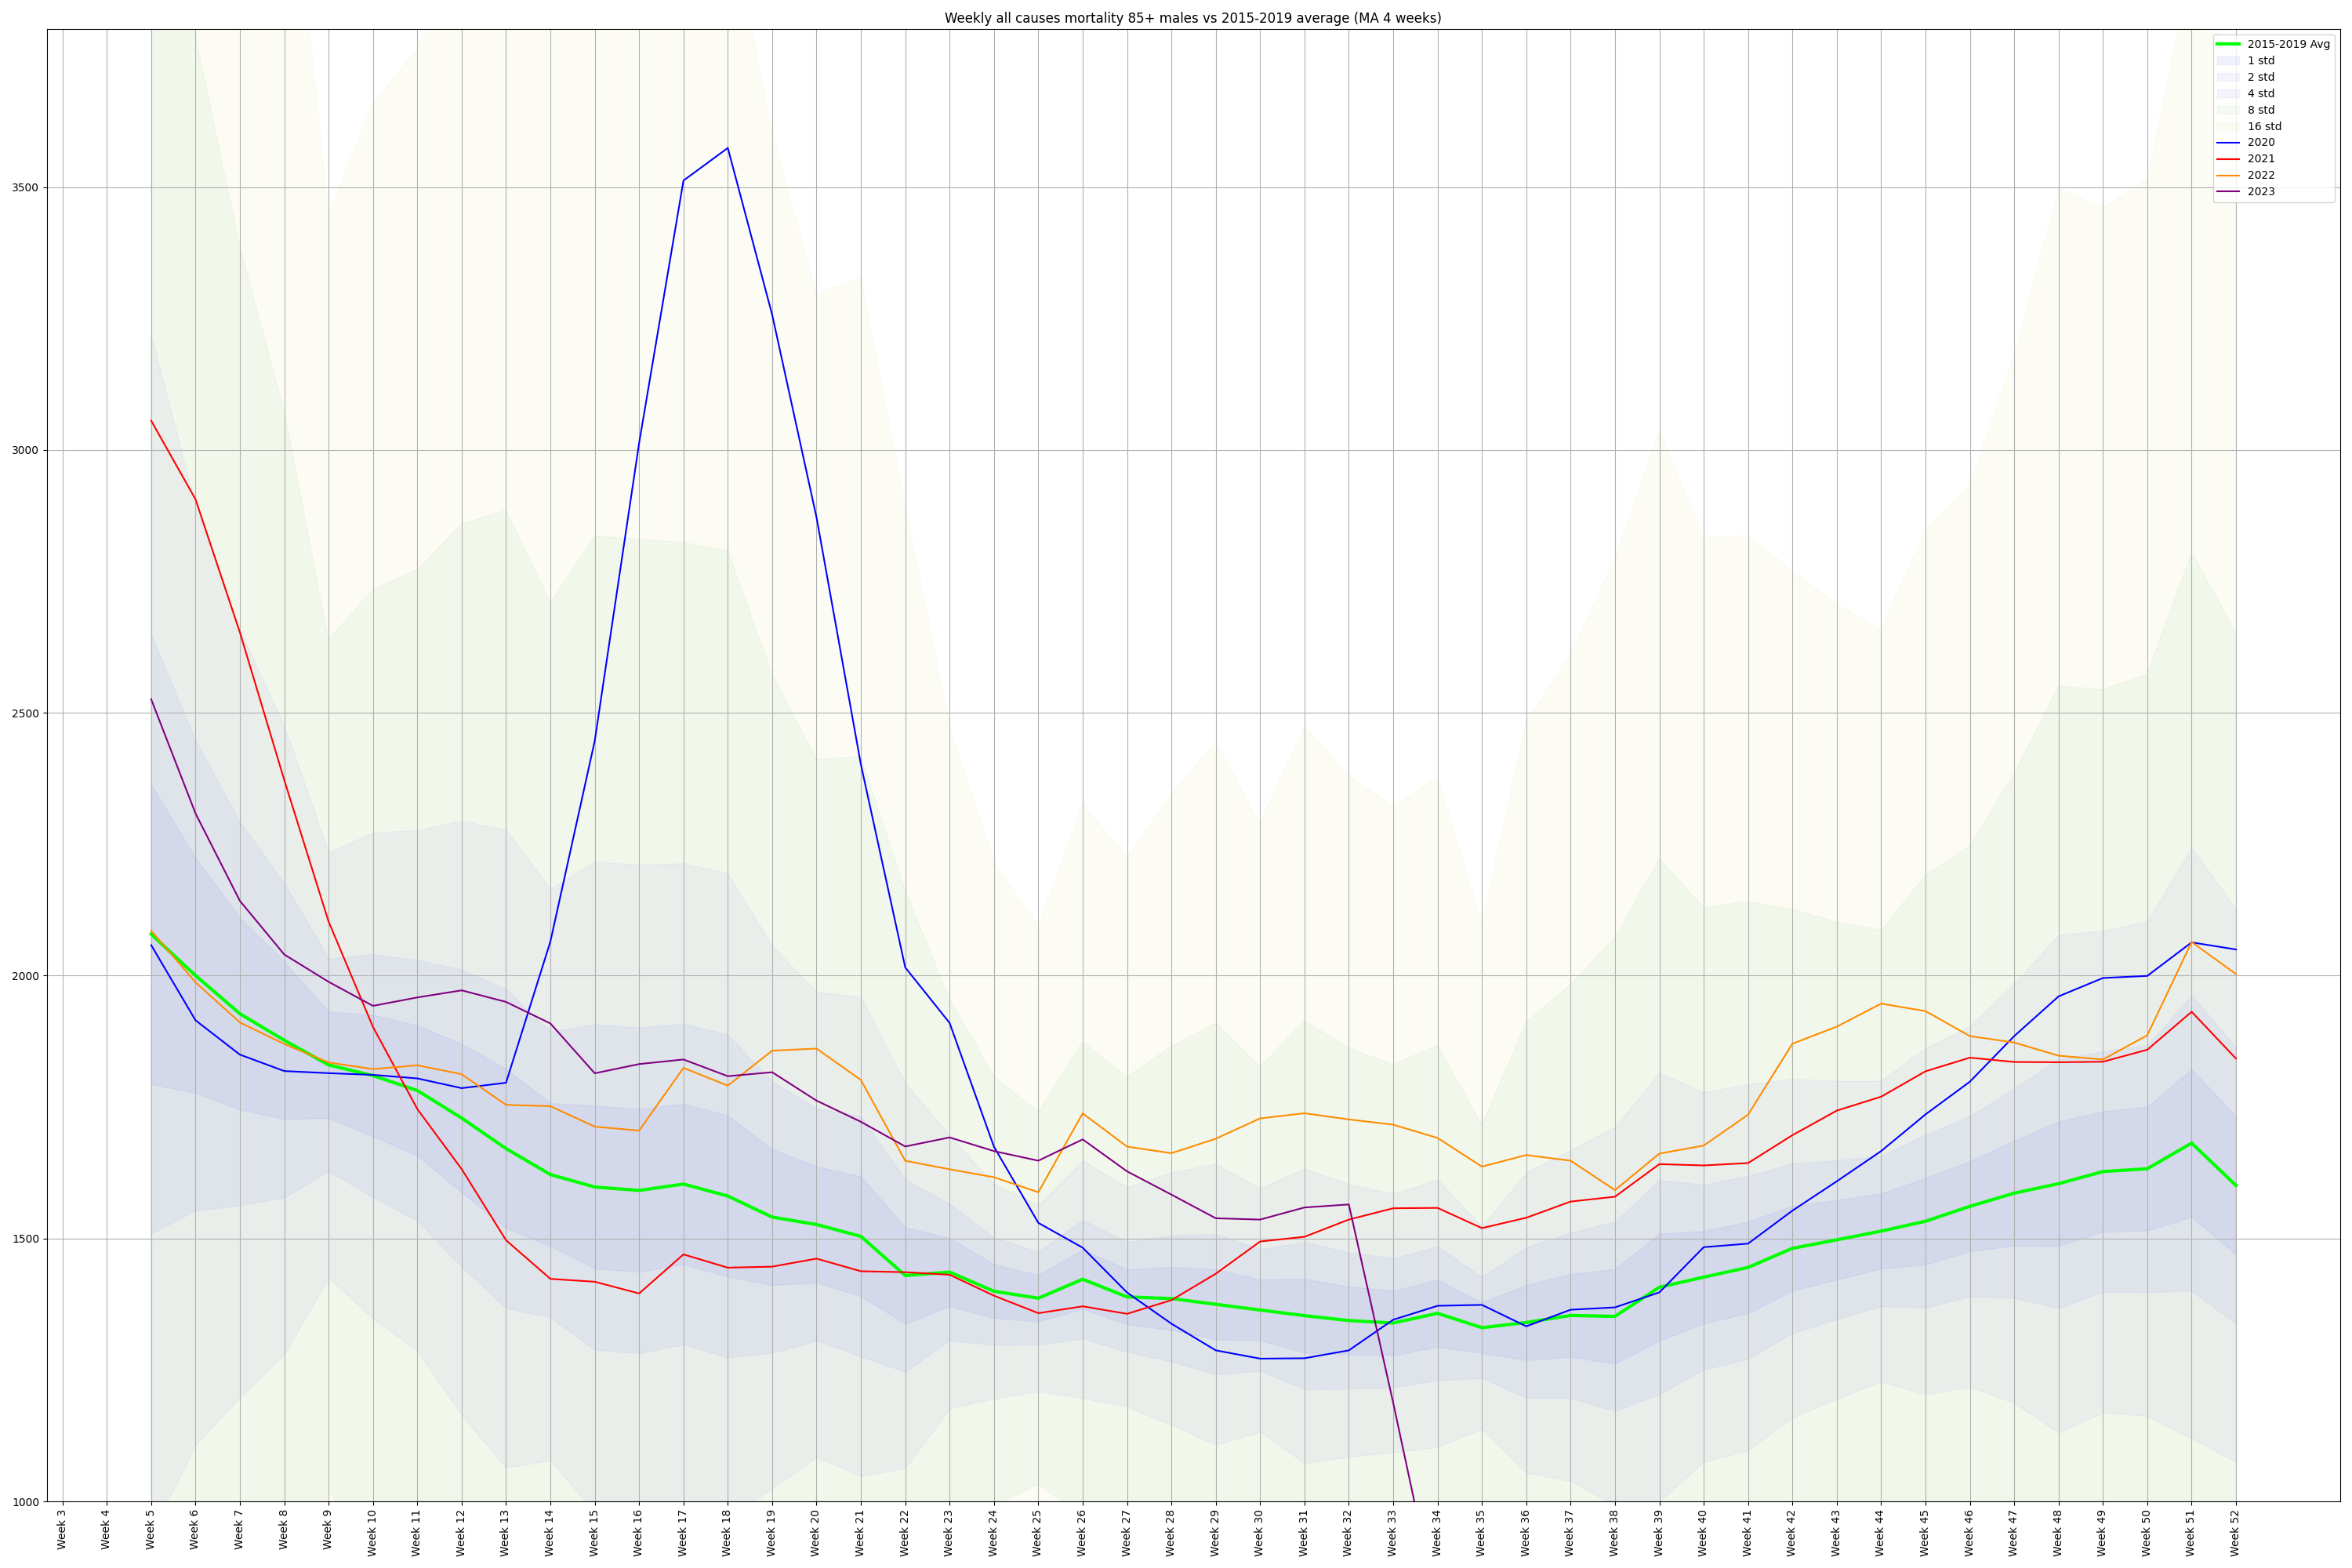 Weekly all causes mortality 85+ males vs 2015-2019 average (MA 4 weeks)
2015-2019 Avg
1 std
2 std
4 std
8 std
16 std
2020
2021
2022
2023
3500
3000
2500
2000
1500
1000
Week 3
Week 4
Week 5
Week 6
Week 7
Week 8
Week 9
Week 10
Week 11
Week 12
Week 13
Week 14
Week 15
Week 16
Week 17
Week 18
Week 19
Week 20
Week 21
Week 22
Week 23
Week 24
Week 25
Week 26
Week 27
Week 28
Week 29
Week 30
Week 31
Week 32
Week 33
Week 34
Week 35
Week 36
Week 37
Week 38
Week 39
Week 40
Week 41
Week 42
Week 43
Week 44
Week 45
Week 46
Week 47
Week 48
Week 49
Week 50
Week 51
Week 52